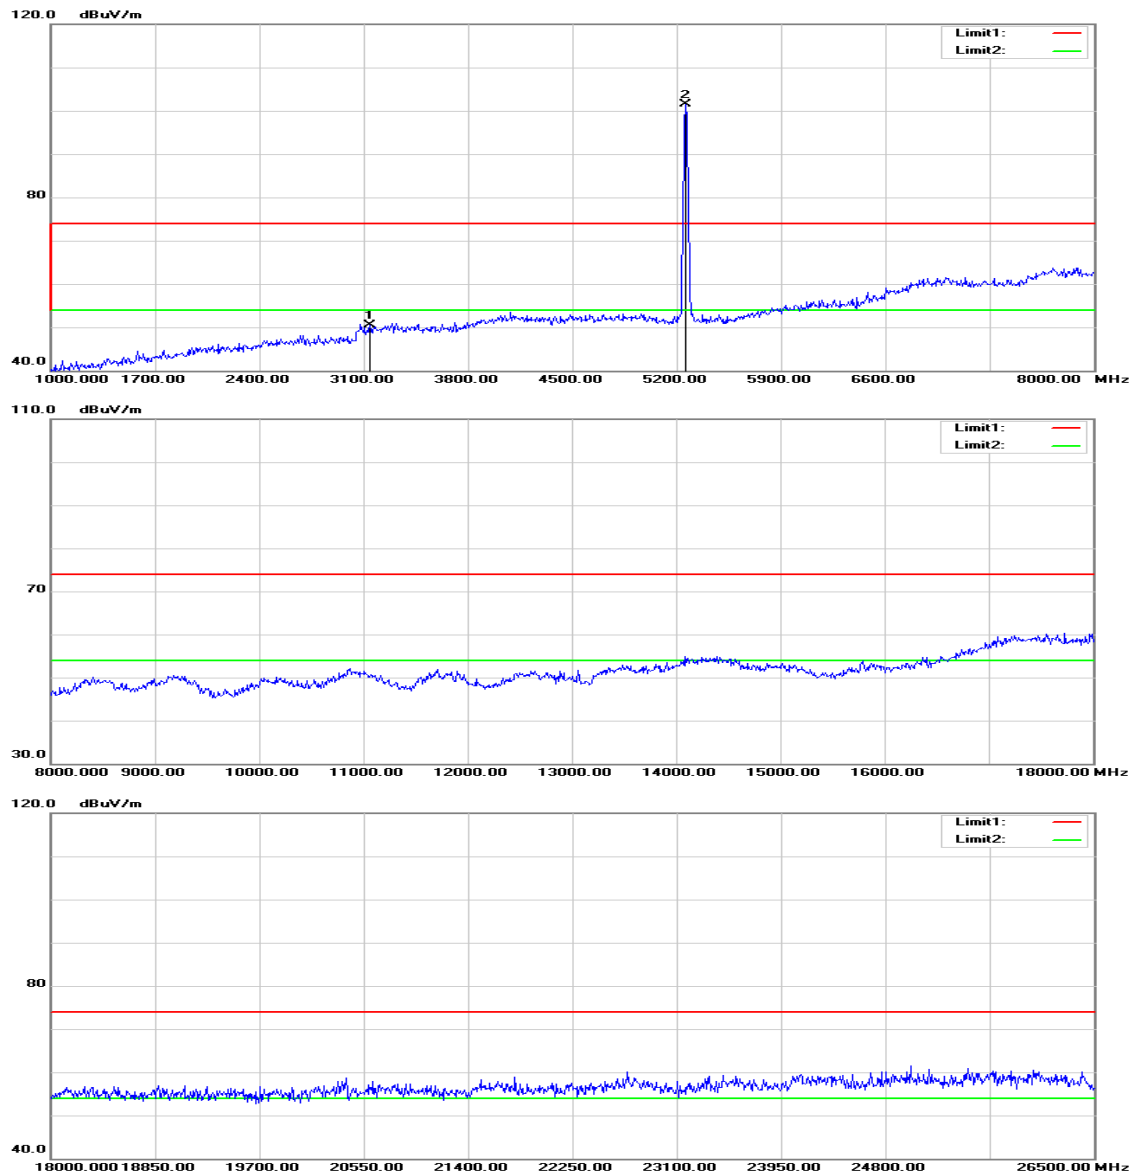 120.0 dBuV/m
Limit1:
Limit2:
2
80
1
40.0
1000.000 1700.00 2400.00 3100.00 3800.00 4500.00 5200.00 5900.00 6600.00 8000.00 MHz
110.0 dBuV/m
Limit1:
Limit2:
70
30.0
8000.000 9000.00 10000.00 11000.00 12000.00 13000.00 14000.00 15000.00 16000.00 18000.00 MHz
120.0 dBuV/m
Limit1:
Limit2:
80
40.0
18000.000 18850.00 19700.00 20550.00 21400.00 22250.00 23100.00 23950.00 24800.00 26500.00 MHz